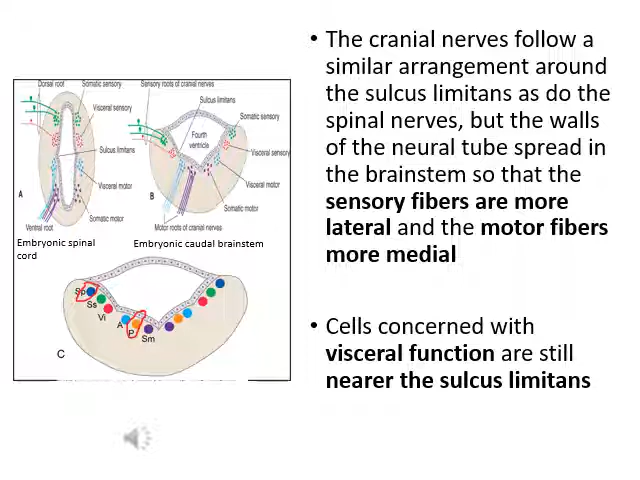 • The cranial nerves follow a
similar arrangement around
the sulcus limitans as do the
spinal nerves, but the walls
of the neural tube spread in
the brainstem so that the
sensory fibers are more
lateral and the motor fibers
more medial
• Cells concerned with
visceral function are still
nearer the sulcus limitans
Dorsal root
Somatic sensory
Visceral sensory
Sulcus limitans
Visceral motor
Somatic motor
Ventral root
A
Embryonic spinal
cord
Sensory roots of cranial nerves
Sulcus limitans
Somatic sensory
Fourth
ventricle
Visceral sensory
Visceral motor
Somatic motor
Motor roots of cranial nerves
B
Embryonic caudal brainstem
Sp
Ss
Vi
A
P
Sm
C